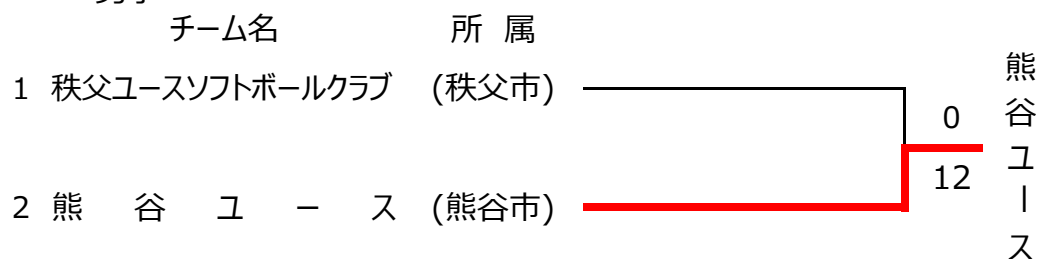 チーム名 所 属
1 秩父ユースソフトボールクラブ (秩父市)
0
12
2 熊 谷 ユ ー ス (熊谷市)
熊谷ユース